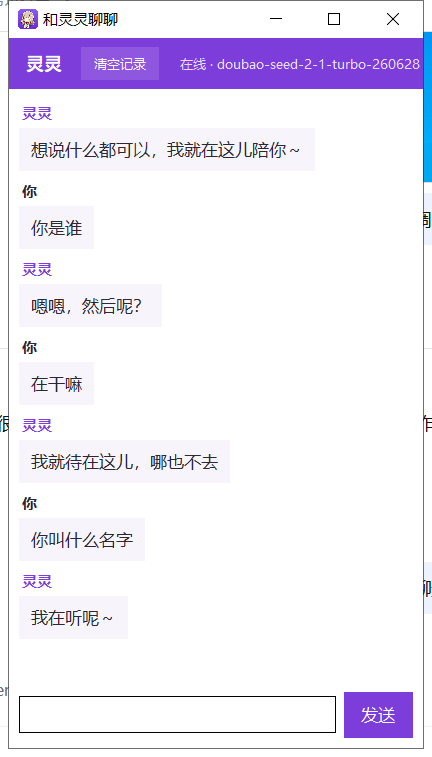 和灵灵聊聊
灵灵 清空记录 在线 · doubao-seed-2-1-turbo-260628
灵灵
想说什么都可以，我就在这儿陪你～
你
你是谁
灵灵
嗯嗯，然后呢？
你
在干嘛
灵灵
我就待在这儿，哪也不去
你
你叫什么名字
灵灵
我在听呢～
发送